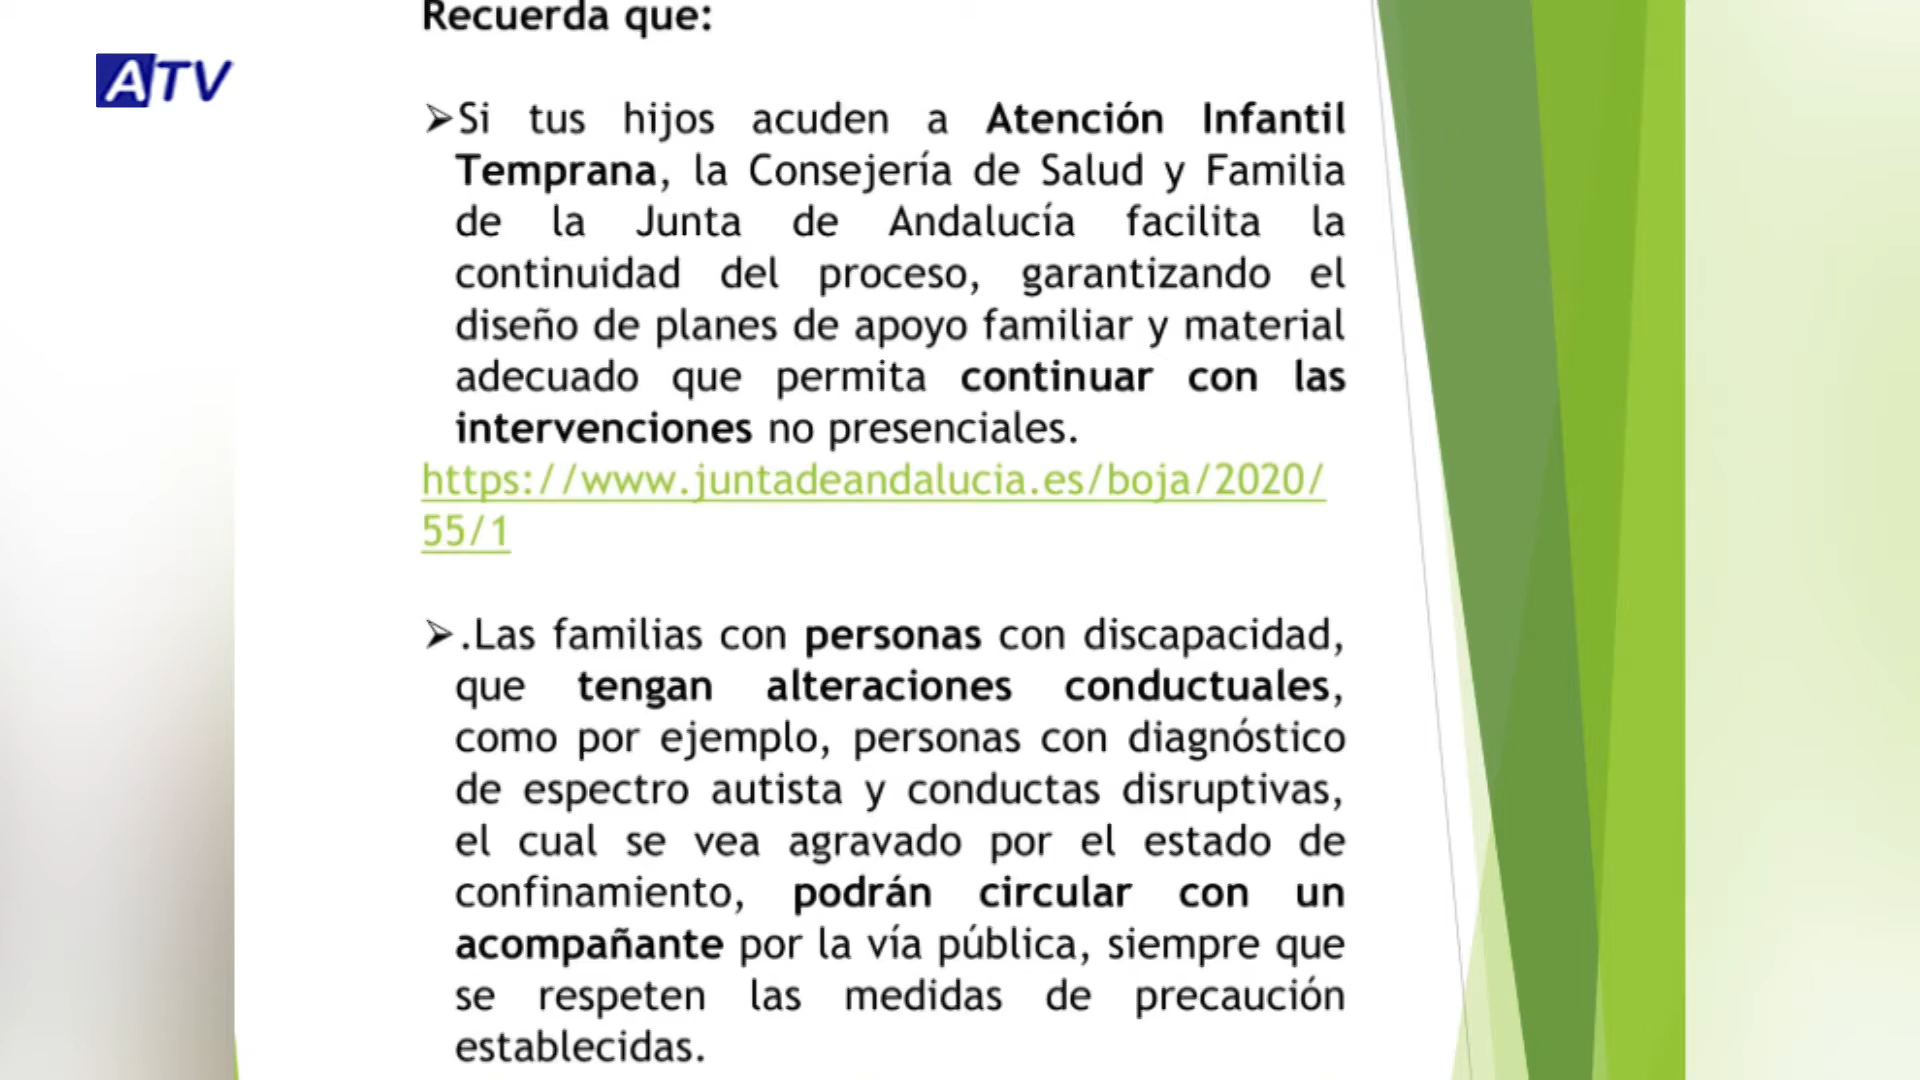 Recuerda que:
ATV
➢Si tus hijos acuden a Atención Infantil
Temprana, la Consejería de Salud y Familia
de la Junta de Andalucía facilita la
continuidad del proceso, garantizando el
diseño de planes de apoyo familiar y material
adecuado que permita continuar con las
intervenciones no presenciales.
https://www.juntadeandalucia.es/boja/2020/
55/1
➢.Las familias con personas con discapacidad,
que tengan alteraciones conductuales,
como por ejemplo, personas con diagnóstico
de espectro autista y conductas disruptivas,
el cual se vea agravado por el estado de
confinamiento, podrán circular con un
acompañante por la vía pública, siempre que
se respeten las medidas de precaución
establecidas.